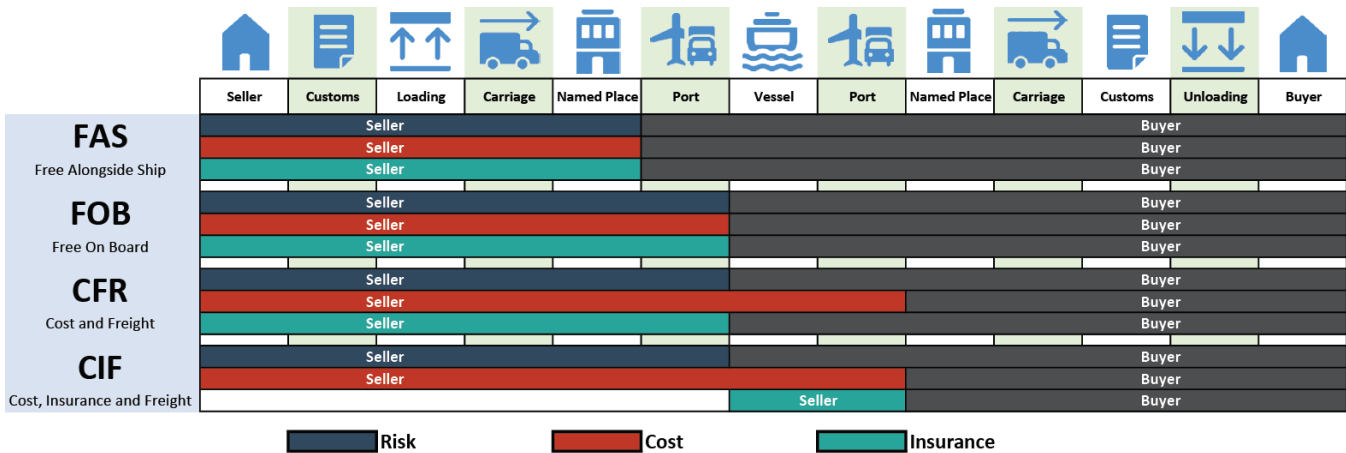 Seller Customs Loading Carriage Named Place Port Vessel Port Named Place Carriage Customs Unloading Buyer
FAS
Free Alongside Ship
Seller Buyer
Seller Buyer
Seller Buyer
FOB
Free On Board
Seller Buyer
Seller Buyer
Seller Buyer
CFR
Cost and Freight
Seller Buyer
Seller Buyer
Seller Buyer
CIF
Cost, Insurance and Freight
Seller Buyer
Seller Buyer
Seller Buyer
Risk Cost Insurance